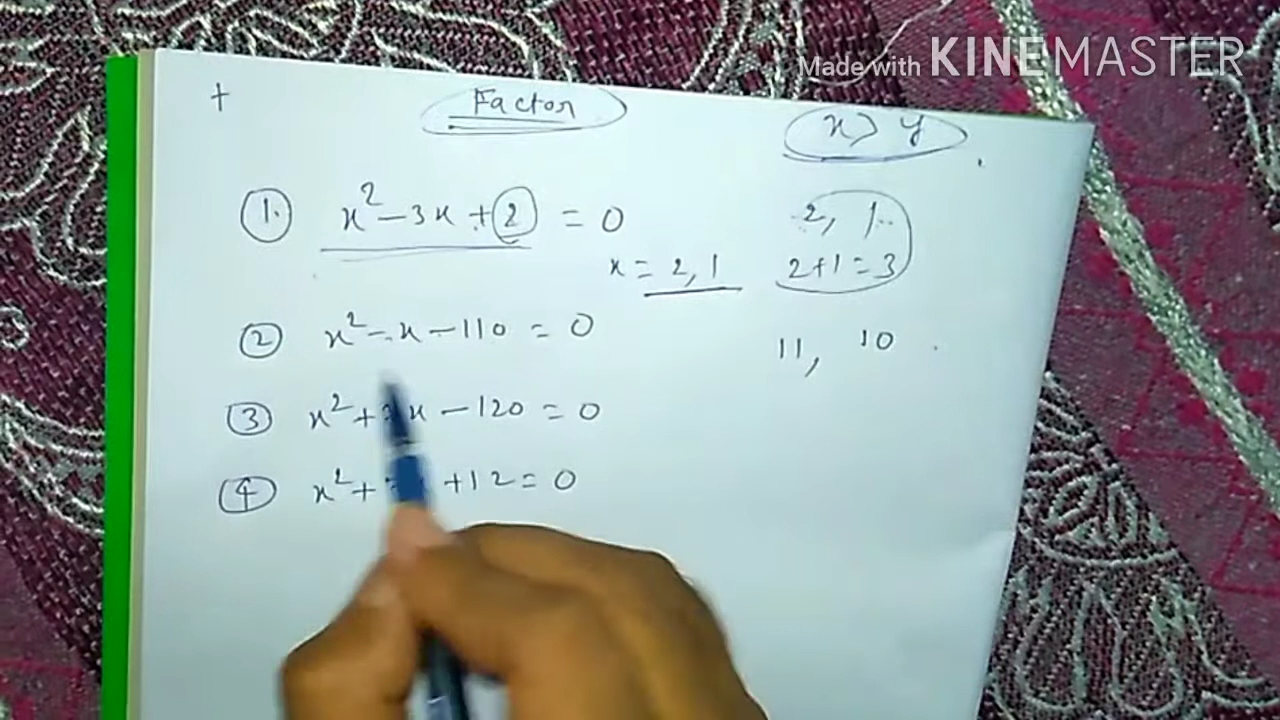 Made with KINEMASTER
+ Factor x > y
① x² - 3x + 2 = 0 2, 1
x = 2, 1 2+1=3
② x² - x - 110 = 0 11, 10
③ x² + x - 120 = 0
④ x² + + 12 = 0